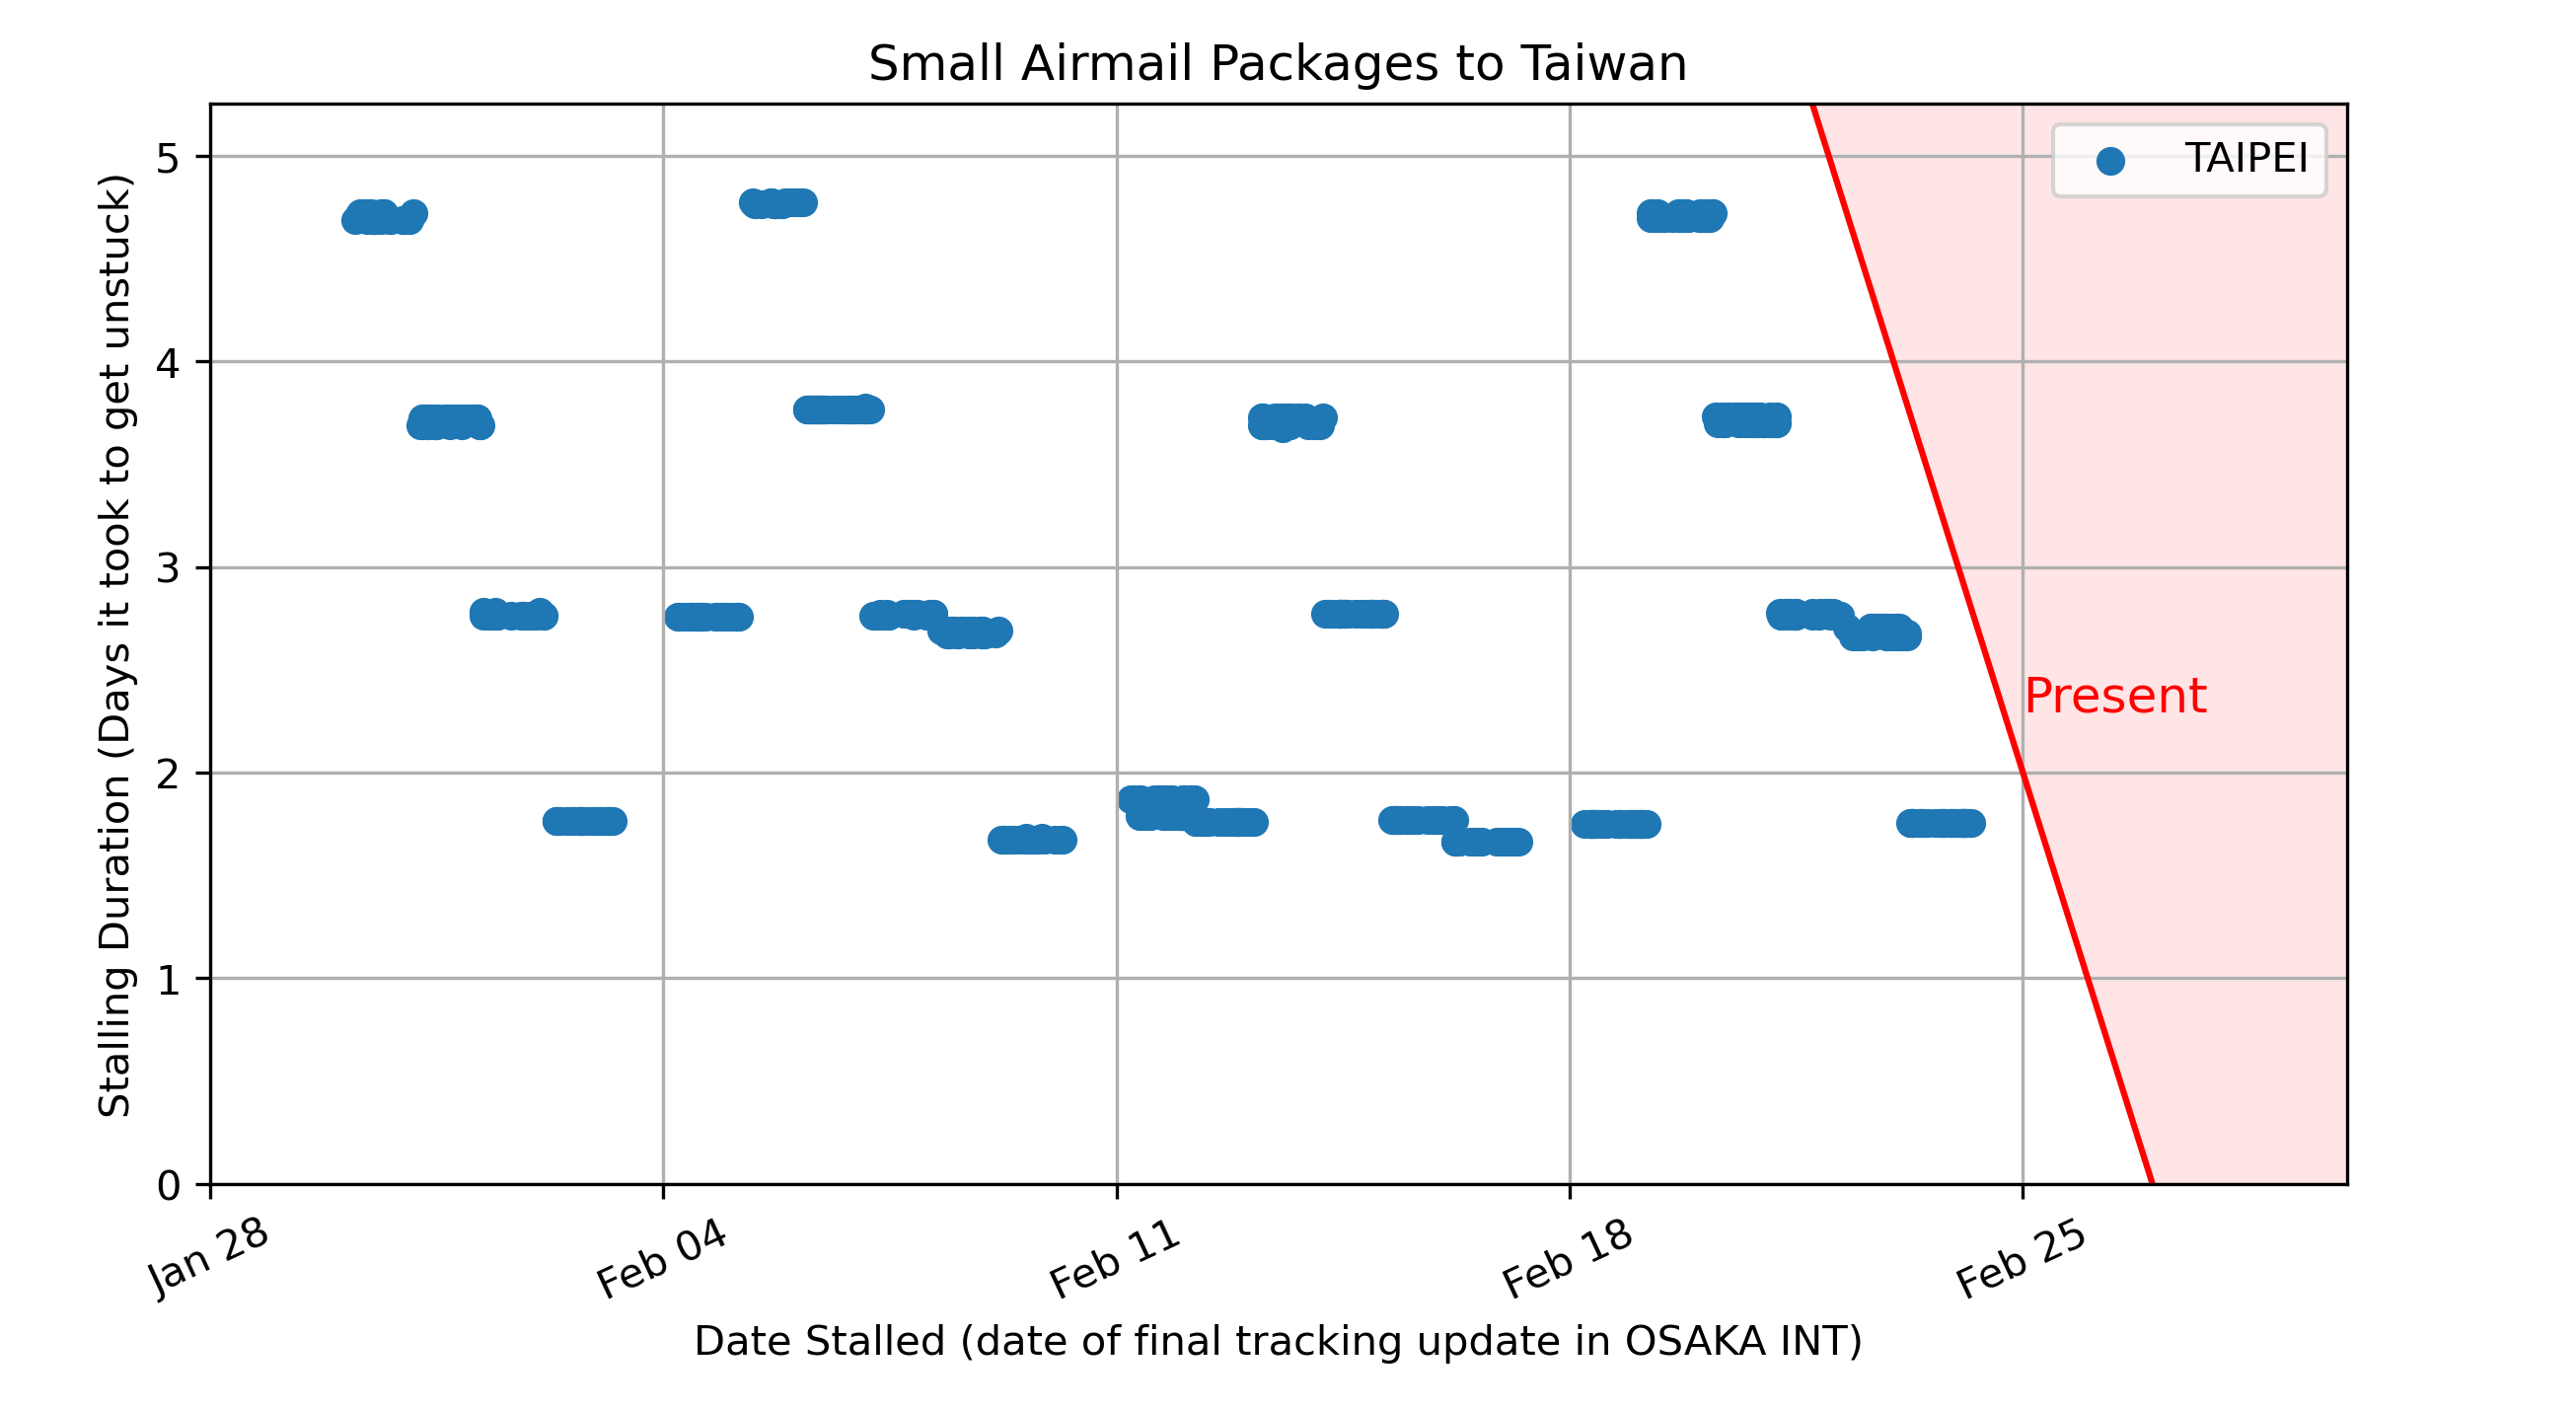 Small Airmail Packages to Taiwan
Stalling Duration (Days it took to get unstuck)
5
4
3
2
1
0
TAIPEI
Present
Jan 28
Feb 04
Feb 11
Feb 18
Feb 25
Date Stalled (date of final tracking update in OSAKA INT)